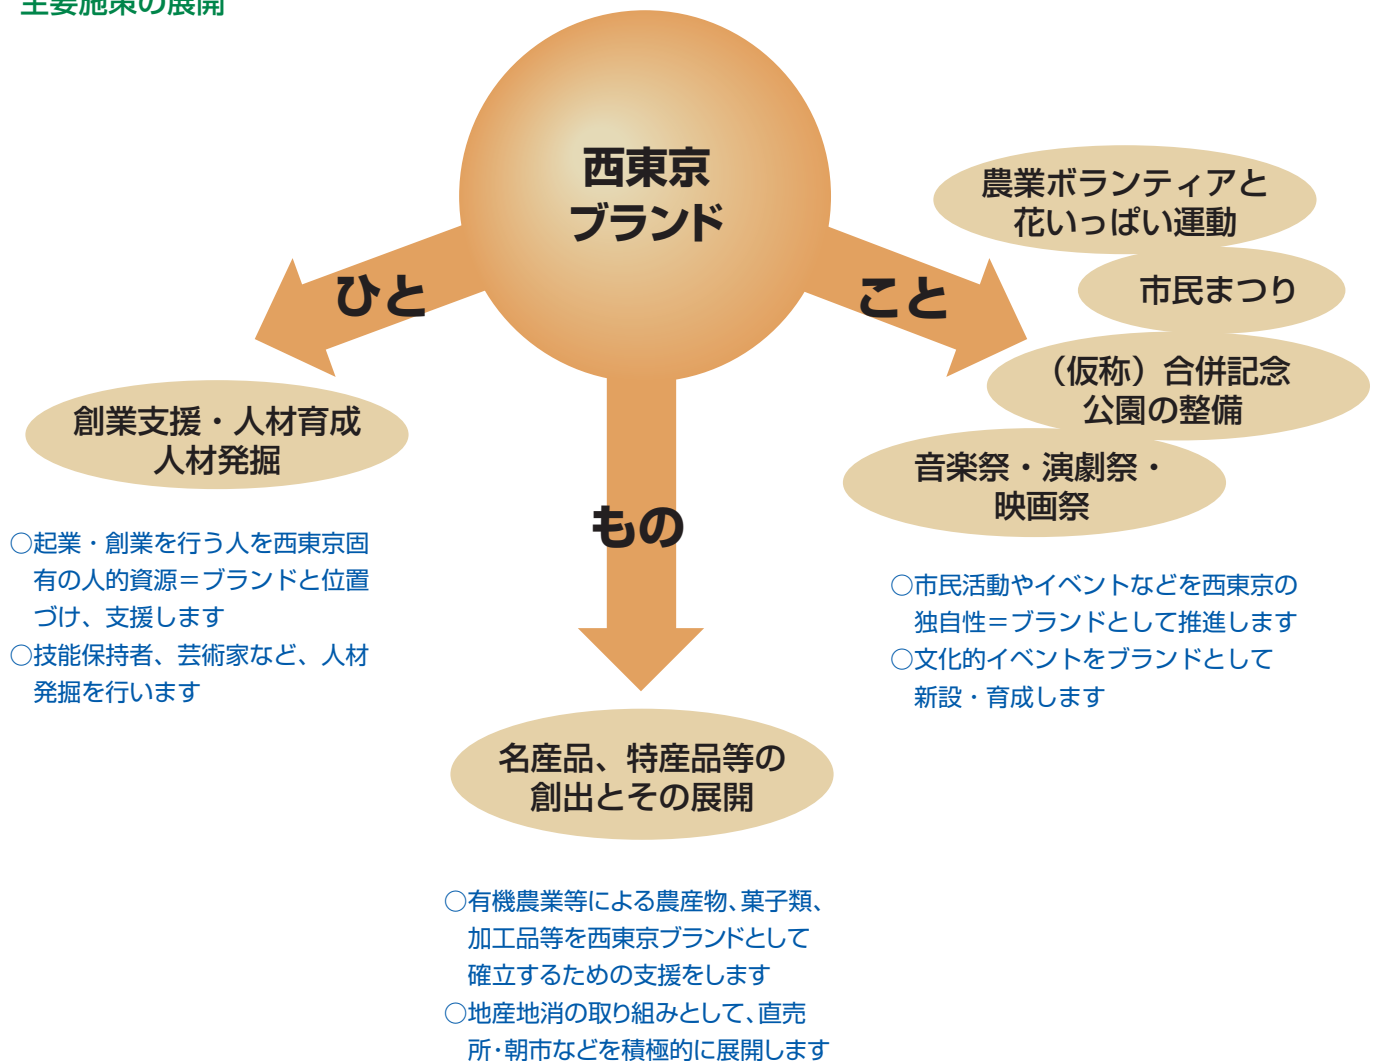 主要施策の展開
西東京
ブランド
ひと
こと
もの
創業支援・人材育成
人材発掘
○起業・創業を行う人を西東京固
有の人的資源＝ブランドと位置
づけ、支援します
○技能保持者、芸術家など、人材
発掘を行います
農業ボランティアと
花いっぱい運動
市民まつり
（仮称）合併記念
公園の整備
音楽祭・演劇祭・
映画祭
○市民活動やイベントなどを西東京の
独自性＝ブランドとして推進します
○文化的イベントをブランドとして
新設・育成します
名産品、特産品等の
創出とその展開
○有機農業等による農産物、菓子類、
加工品等を西東京ブランドとして
確立するための支援をします
○地産地消の取り組みとして、直売
所･朝市などを積極的に展開します